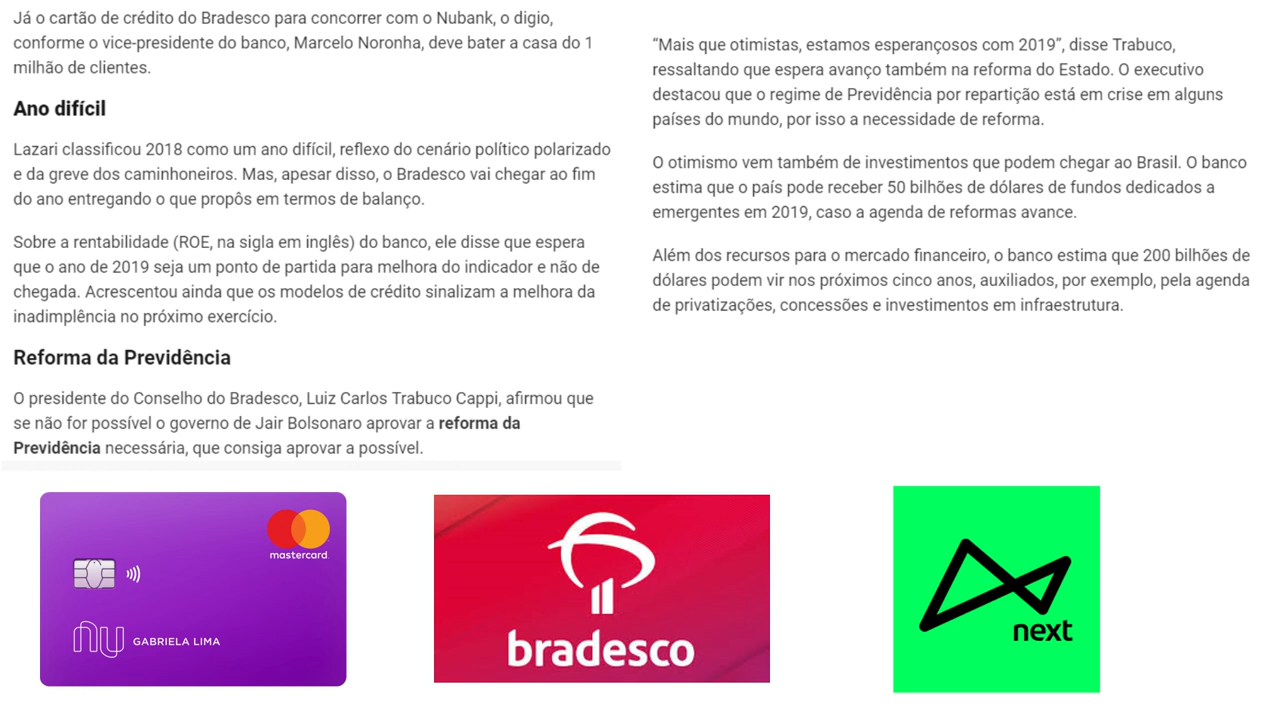 Já o cartão de crédito do Bradesco para concorrer com o Nubank, o digio,
conforme o vice-presidente do banco, Marcelo Noronha, deve bater a casa do 1
milhão de clientes.
Ano difícil
Lazari classificou 2018 como um ano difícil, reflexo do cenário político polarizado
e da greve dos caminhoneiros. Mas, apesar disso, o Bradesco vai chegar ao fim
do ano entregando o que propôs em termos de balanço.
Sobre a rentabilidade (ROE, na sigla em inglês) do banco, ele disse que espera
que o ano de 2019 seja um ponto de partida para melhora do indicador e não de
chegada. Acrescentou ainda que os modelos de crédito sinalizam a melhora da
inadimplência no próximo exercício.
Reforma da Previdência
O presidente do Conselho do Bradesco, Luiz Carlos Trabuco Cappi, afirmou que
se não for possível o governo de Jair Bolsonaro aprovar a reforma da
Previdência necessária, que consiga aprovar a possível.
“Mais que otimistas, estamos esperançosos com 2019”, disse Trabuco,
ressaltando que espera avanço também na reforma do Estado. O executivo
destacou que o regime de Previdência por repartição está em crise em alguns
países do mundo, por isso a necessidade de reforma.
O otimismo vem também de investimentos que podem chegar ao Brasil. O banco
estima que o país pode receber 50 bilhões de dólares de fundos dedicados a
emergentes em 2019, caso a agenda de reformas avance.
Além dos recursos para o mercado financeiro, o banco estima que 200 bilhões de
dólares podem vir nos próximos cinco anos, auxiliados, por exemplo, pela agenda
de privatizações, concessões e investimentos em infraestrutura.
mastercard
nu GABRIELA LIMA
bradesco
next